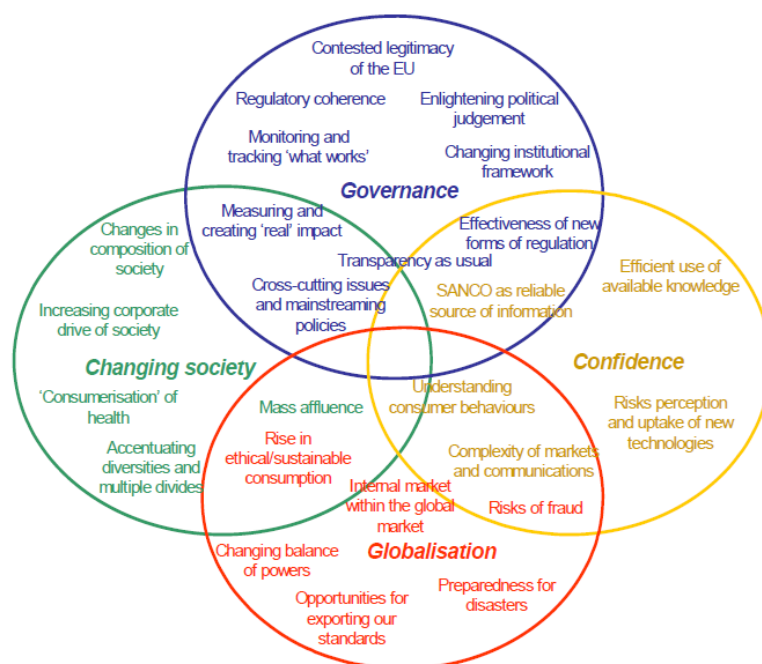 Contested legitimacy
of the EU
Regulatory coherence
Enlightening political
judgement
Monitoring and
tracking ‘what works’
Changing institutional
framework
Governance
Measuring and
creating ‘real’ impact
Effectiveness of new
forms of regulation
Transparency as usual
Cross-cutting issues
and mainstreaming
policies
SANCO as reliable
source of information
Changes in
composition of
society
Increasing corporate
drive of society
Changing society
‘Consumerisation’ of
health
Accentuating
diversities and
multiple divides
Efficient use of
available knowledge
Confidence
Risks perception
and uptake of new
technologies
Understanding
consumer behaviours
Mass affluence
Rise in
ethical/sustainable
consumption
Complexity of markets
and communications
Internal market
within the global
market
Risks of fraud
Globalisation
Changing balance
of powers
Opportunities for
exporting our
standards
Preparedness for
disasters